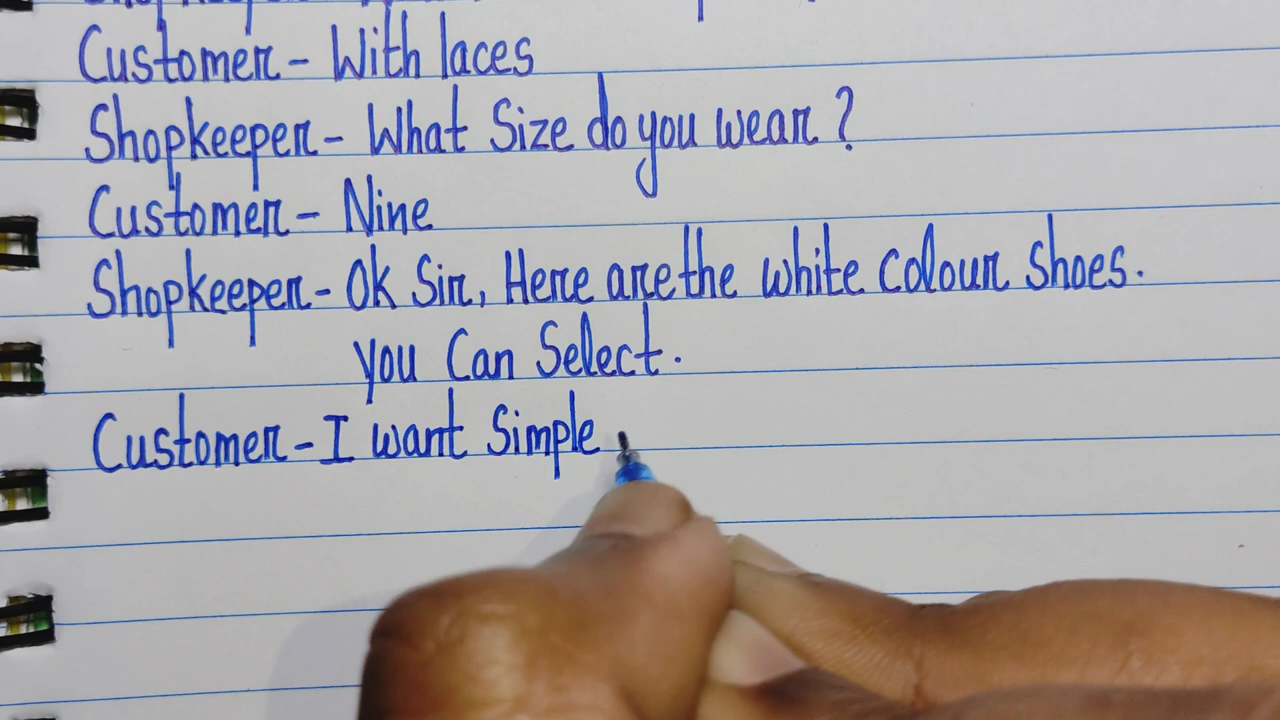 Customer - With laces
Shopkeeper - What Size do you wear ?
Customer - Nine
Shopkeeper - Ok Sir, Here are the white Colour Shoes.
you Can Select.
Customer - I want Simple